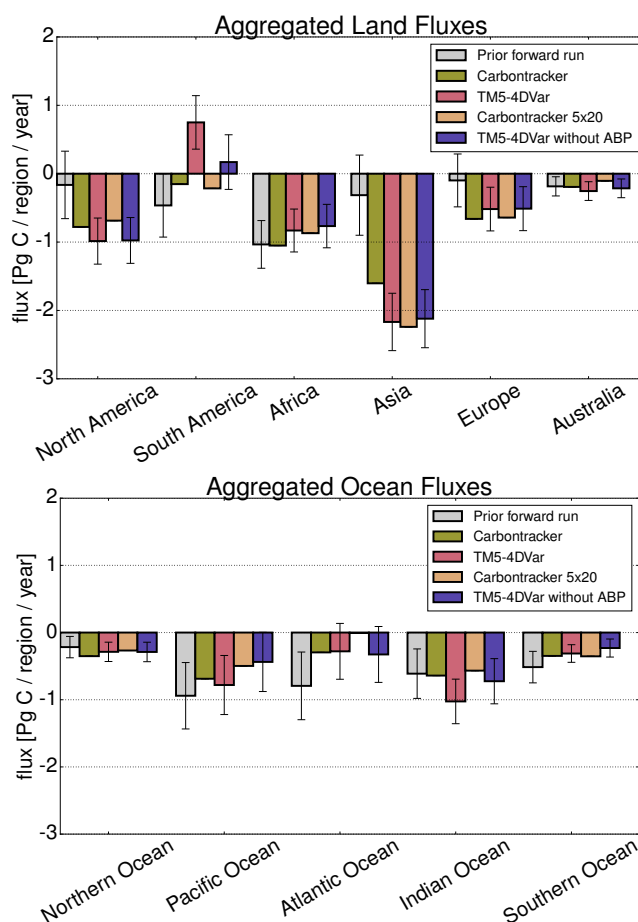 Aggregated Land Fluxes
2
1
0
-1
-2
-3
flux [Pg C / region / year]
Prior forward run
Carbontracker
TM5-4DVar
Carbontracker 5x20
TM5-4DVar without ABP
North America
South America
Africa
Asia
Europe
Australia
Aggregated Ocean Fluxes
2
1
0
-1
-2
-3
flux [Pg C / region / year]
Prior forward run
Carbontracker
TM5-4DVar
Carbontracker 5x20
TM5-4DVar without ABP
Northern Ocean
Pacific Ocean
Atlantic Ocean
Indian Ocean
Southern Ocean